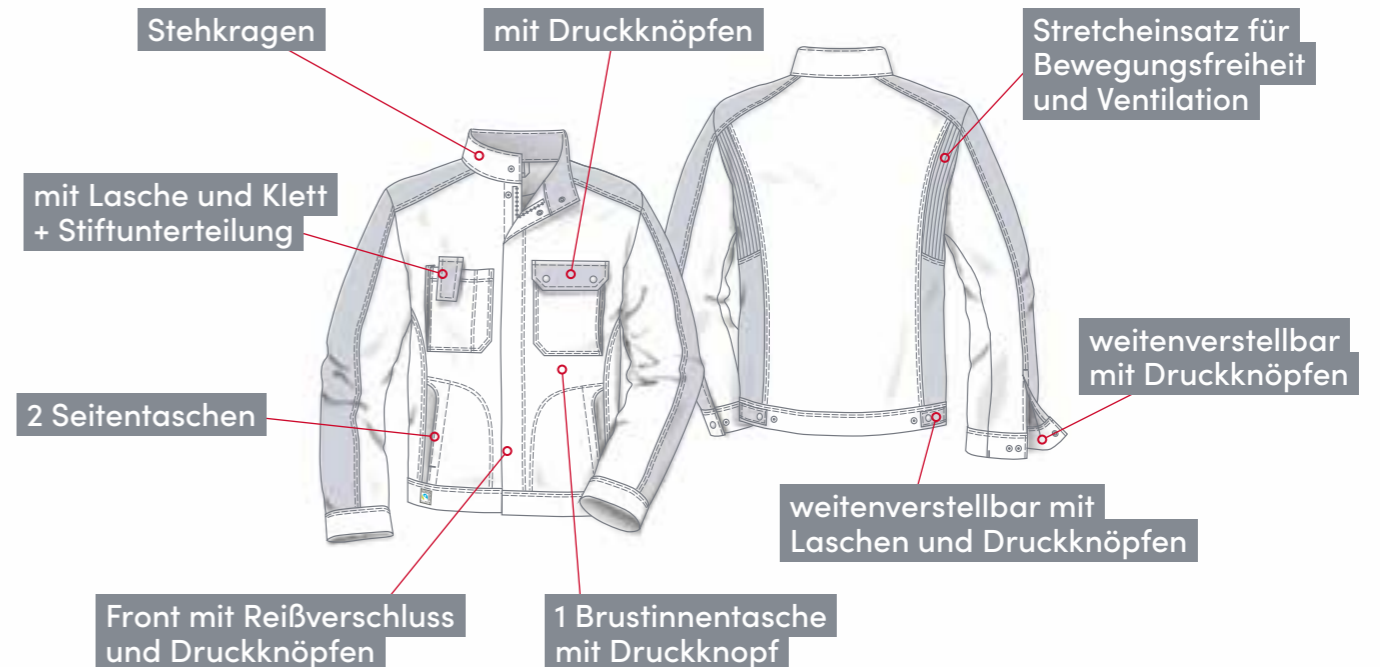 Stehkragen
mit Druckknöpfen
Stretcheinsatz für
Bewegungsfreiheit
und Ventilation
mit Lasche und Klett
+ Stiftunterteilung
weitenverstellbar
mit Druckknöpfen
2 Seitentaschen
weitenverstellbar mit
Laschen und Druckknöpfen
Front mit Reißverschluss
und Druckknöpfen
1 Brustinnentasche
mit Druckknopf